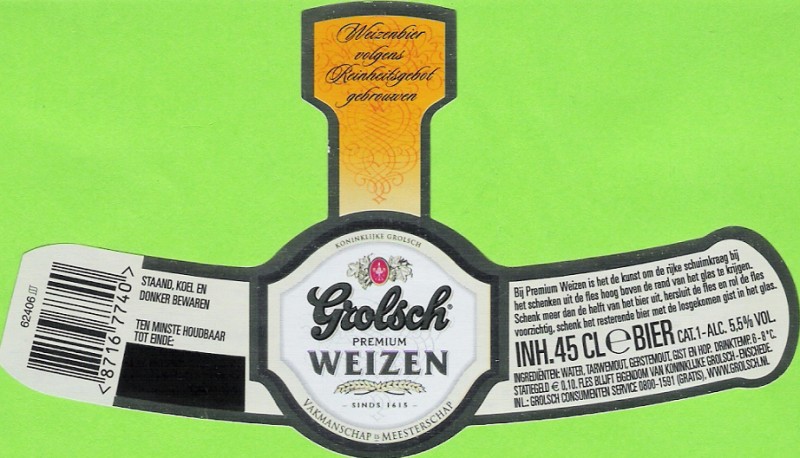 Weizenbier
volgens
Reinheitsgebot
gebrouwen
KONINKLIJKE GROLSCH
Grolsch®
PREMIUM
WEIZEN
- SINDS 1615 -
VAKMANSCHAP IS MEESTERSCHAP
62406 III
<87161774 0>
STAAND, KOEL EN
DONKER BEWAREN
TEN MINSTE HOUDBAAR
TOT EINDE:
Bij Premium Weizen is het de kunst om de rijke schuimkraag bij
het schenken uit de fles hoog boven de rand van het glas te krijgen.
Schenk meer dan de helft van het bier uit, hersluit de fles en rol de fles
voorzichtig, schenk het resterende bier met de losgekomen gist in het glas.
INH. 45 CL e BIER CAT.1 - ALC. 5.5% VOL.
INGREDIËNTEN: WATER, TARWEMOUT, GERSTEMOUT, GIST EN HOP. DRINKTEMP. 6 - 8°C.
STATIEGELD € 0,10. FLES BLIJFT EIGENDOM VAN KONINKLIJKE GROLSCH - ENSCHEDE.
INL.: GROLSCH CONSUMENTEN SERVICE 0800-1591 (GRATIS), WWW.GROLSCH.NL